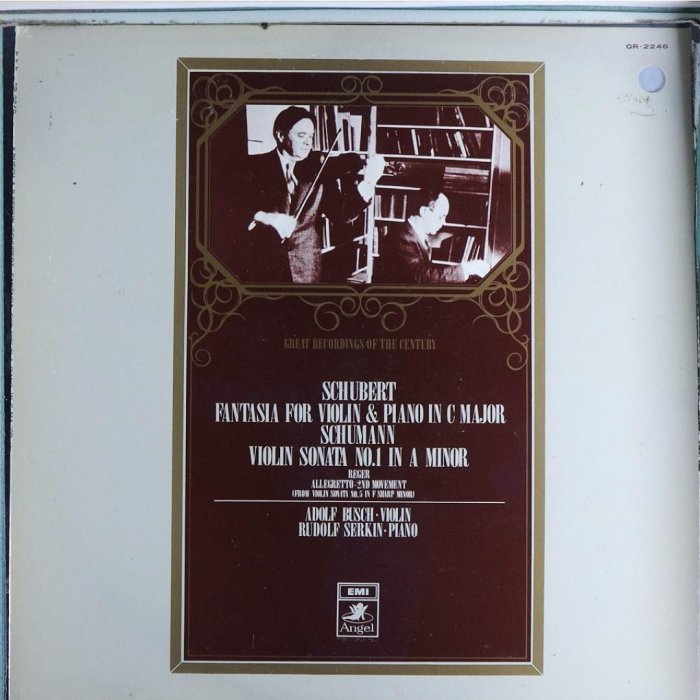 GR-2246
GREAT RECORDINGS OF THE CENTURY
SCHUBERT
FANTASIA FOR VIOLIN & PIANO IN C MAJOR
SCHUMANN
VIOLIN SONATA NO.1 IN A MINOR
REGER
ALLEGRETTO-2ND MOVEMENT
(FROM VIOLIN SONATA NO.5 IN F SHARP MINOR)
ADOLF BUSCH·VIOLIN
RUDOLF SERKIN·PIANO
EMI
Angel